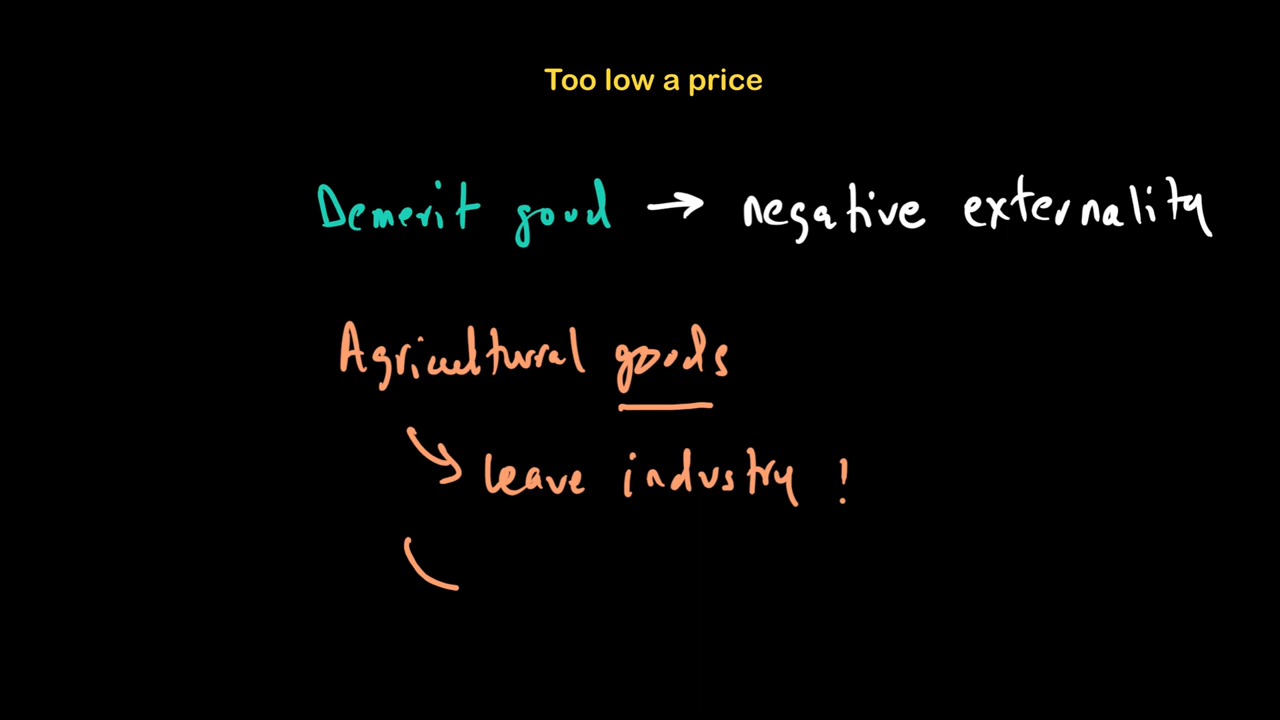 Too low a price
Demerit good → negative externality
Agricultural goods
leave industry !